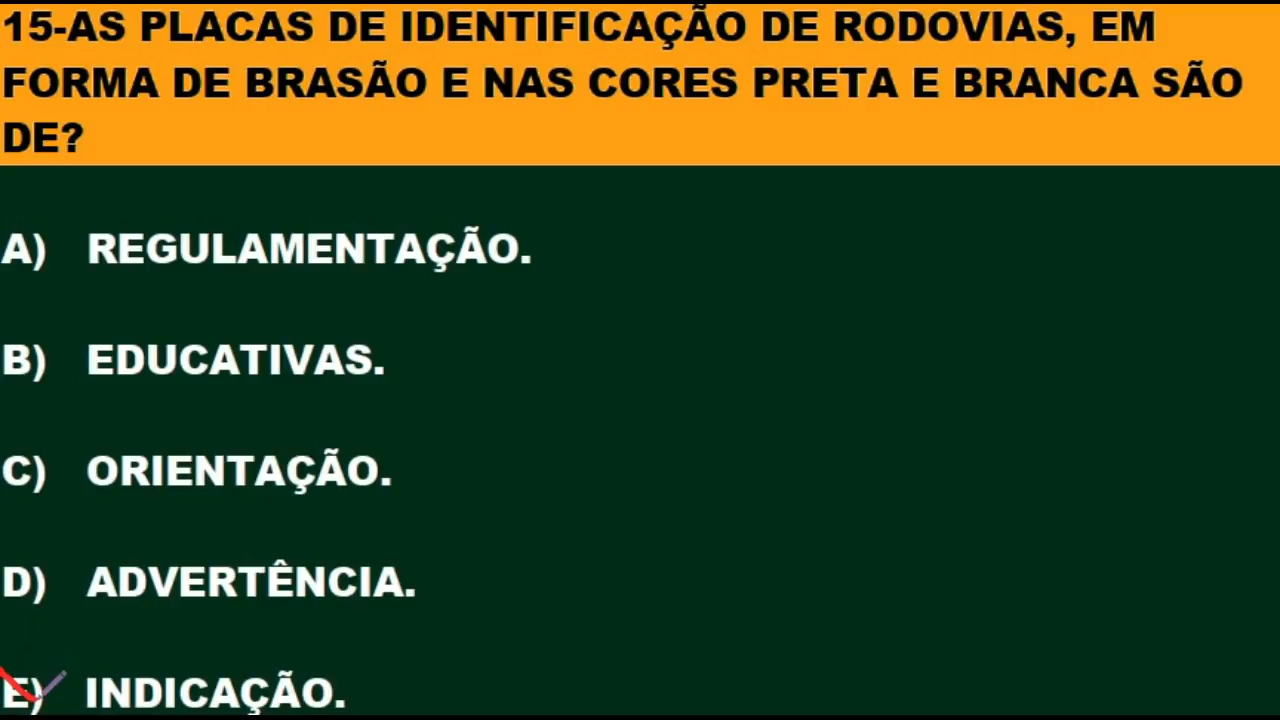 15-AS PLACAS DE IDENTIFICAÇÃO DE RODOVIAS, EM
FORMA DE BRASÃO E NAS CORES PRETA E BRANCA SÃO
DE?
A) REGULAMENTAÇÃO.
B) EDUCATIVAS.
C) ORIENTAÇÃO.
D) ADVERTÊNCIA.
E) INDICAÇÃO.